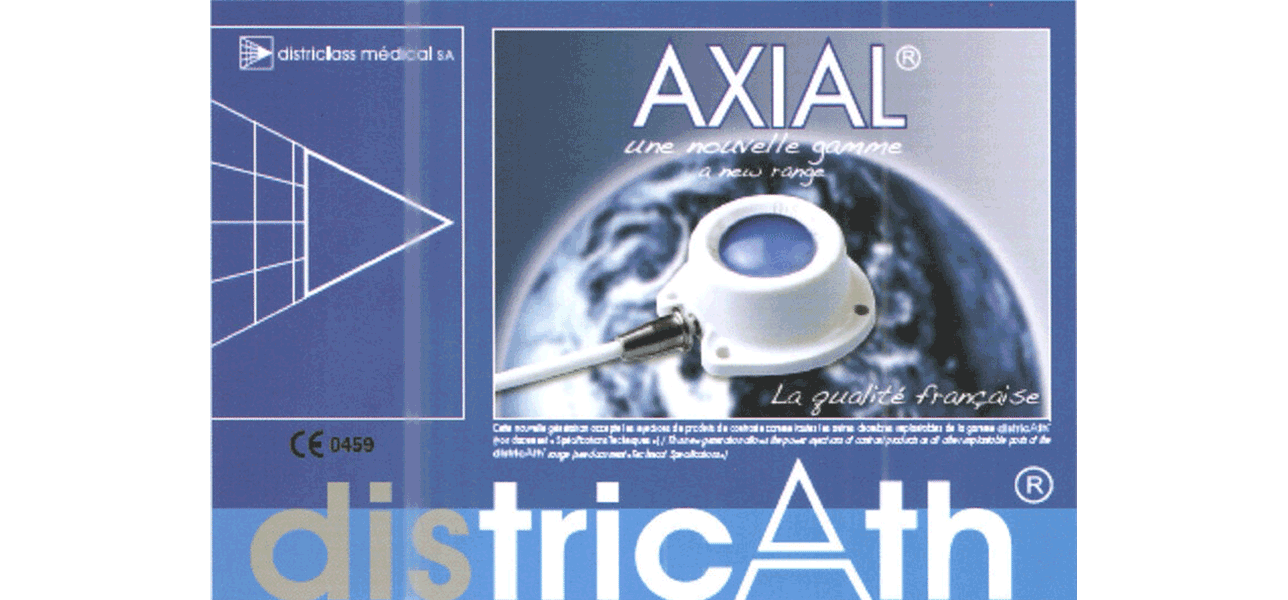 districlass médical SA
AXIAL®
une nouvelle gamme
a new range
La qualité française
Cette nouvelle génération accepte les injections de produits de contraste comme toutes les autres chambres implantables de la gamme districAth®
(voir document « Spécifications Techniques ») / This new generation allows the power injections of contrast products as all other implantable ports of the
districAth® range (see document « Technical Specifications »)
CE 0459
districAth®